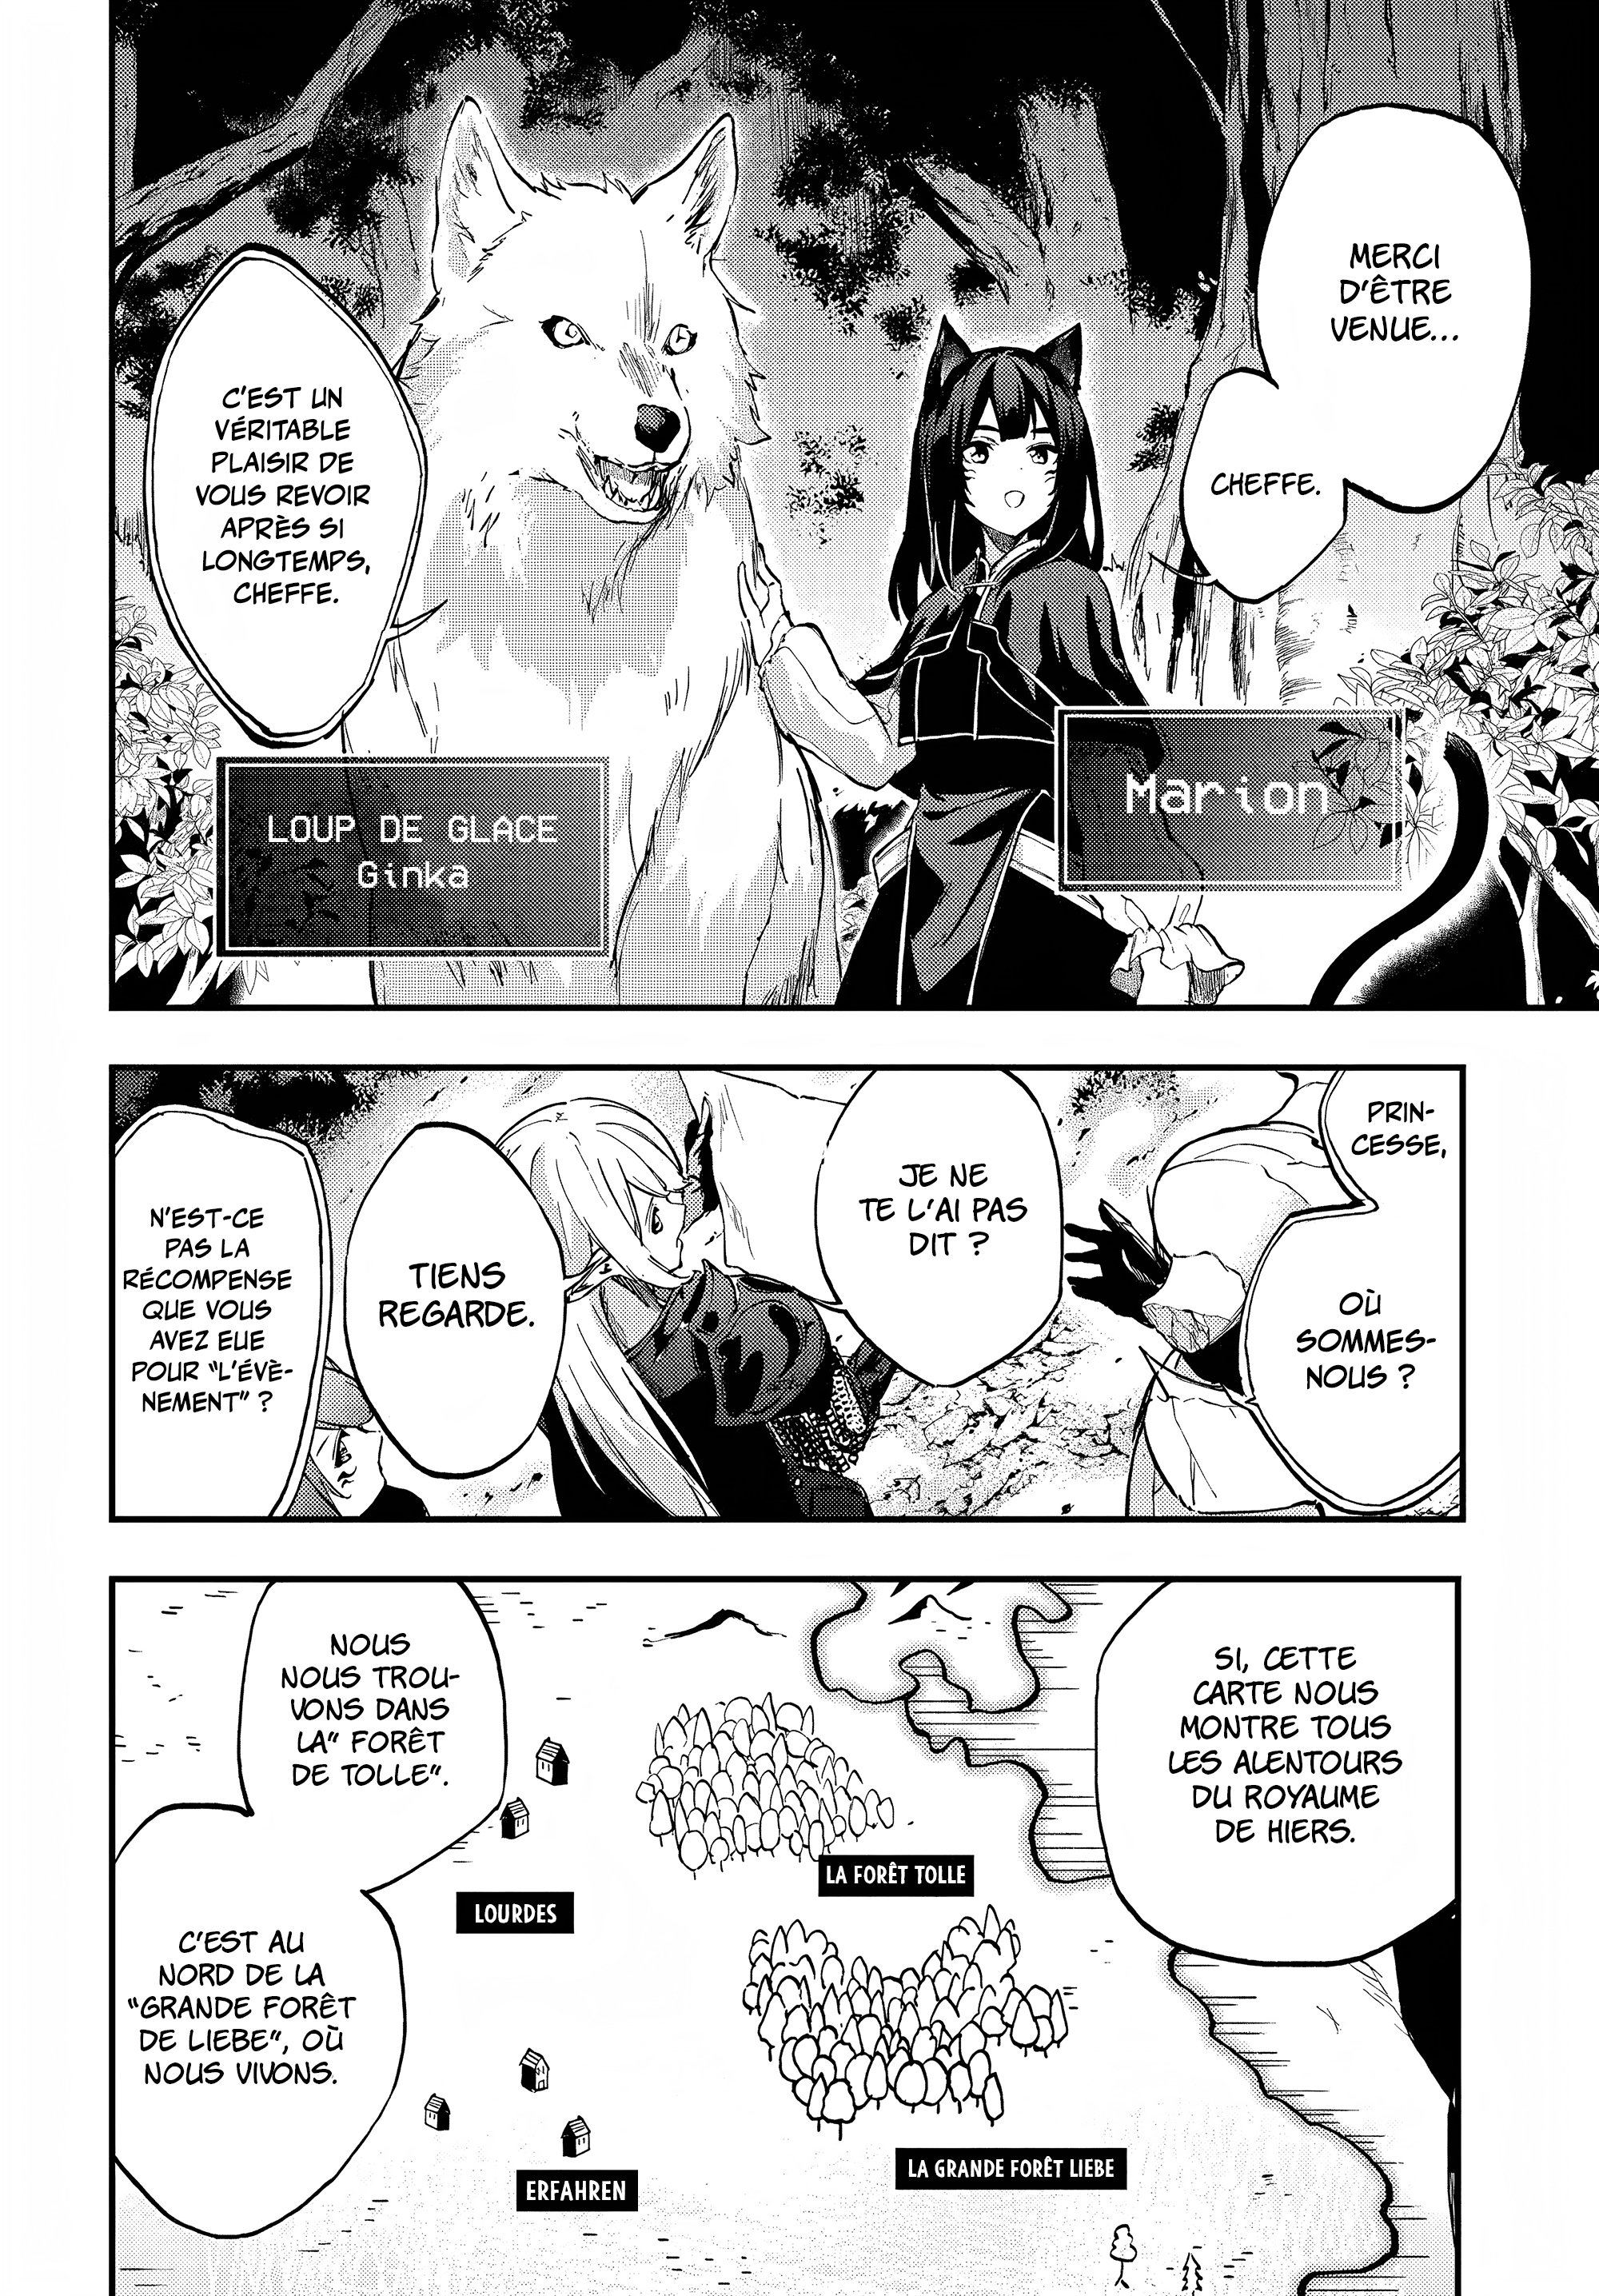 MERCI
D'ÊTRE
VENUE...
CHEFFE.
Marion
C'EST UN
VÉRITABLE
PLAISIR DE
VOUS REVOIR
APRÈS SI
LONGTEMPS,
CHEFFE.
LOUP DE GLACE
Ginka
PRIN-
CESSE,
OÙ
SOMMES-
NOUS ?
JE NE
TE L'AI PAS
DIT ?
TIENS
REGARDE.
N'EST-CE
PAS LA
RÉCOMPENSE
QUE VOUS
AVEZ EUE
POUR "L'ÉVÈ-
NEMENT" ?
SI, CETTE
CARTE NOUS
MONTRE TOUS
LES ALENTOURS
DU ROYAUME
DE HIERS.
NOUS
NOUS TROU-
VONS DANS
LA" FORÊT
DE TOLLE".
C'EST AU
NORD DE LA
"GRANDE FORÊT
DE LIEBE", OÙ
NOUS VIVONS.
LA FORÊT TOLLE
LOURDES
LA GRANDE FORÊT LIEBE
ERFAHREN